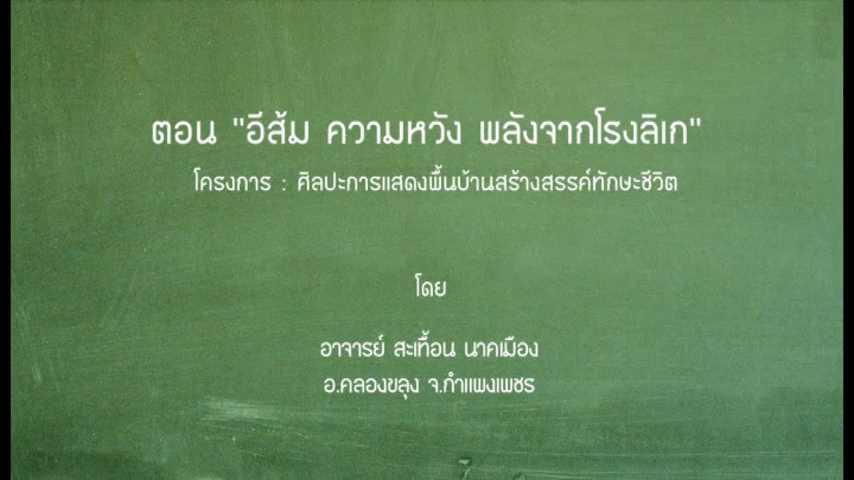 ตอน "อีส้ม ความหวัง พลังจากโรงลิเก"
โครงการ : ศิลปะการแสดงพื้นบ้านสร้างสรรค์ทักษะชีวิต
โดย
อาจารย์ สะเทื้อน นาคเมือง
อ.คลองขลุง จ.กำแพงเพชร